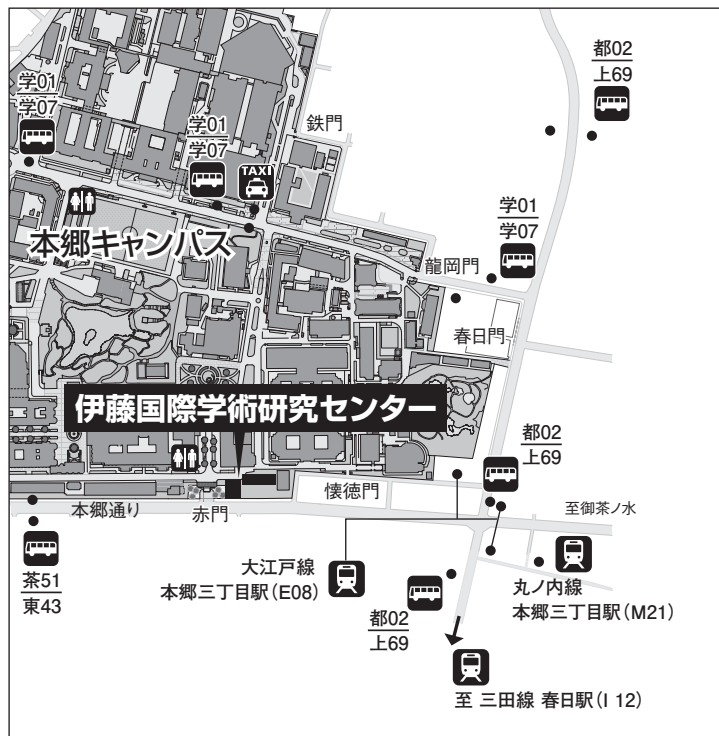 都02
上69
学01
学07
学01
学07
鉄門
TAXI
本郷キャンパス
学01
学07
龍岡門
春日門
伊藤国際学術研究センター
都02
上69
懐徳門
本郷通り
赤門
至御茶ノ水
茶51
東43
大江戸線
本郷三丁目駅(E08)
丸ノ内線
本郷三丁目駅(M21)
都02
上69
至 三田線 春日駅(I 12)